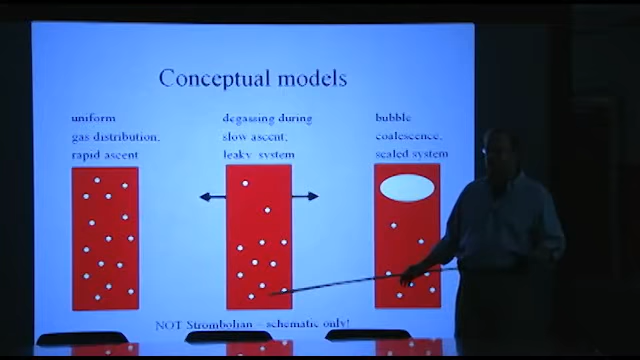 Conceptual models
uniform
gas distribution,
rapid ascent
degassing during
slow ascent;
leaky system
bubble
coalescence,
sealed system
NOT Strombolian – schematic only!